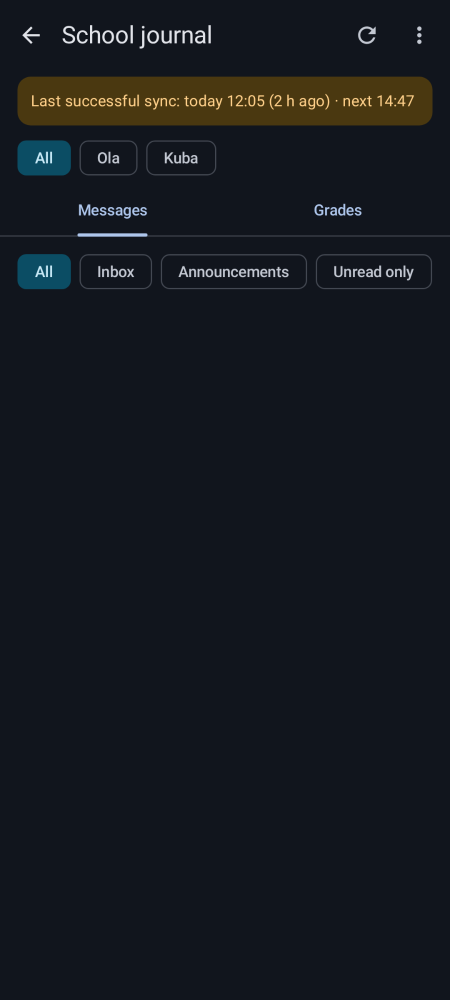 School journal
Last successful sync: today 12:05 (2 h ago) · next 14:47
All Ola Kuba
Messages Grades
All Inbox Announcements Unread only